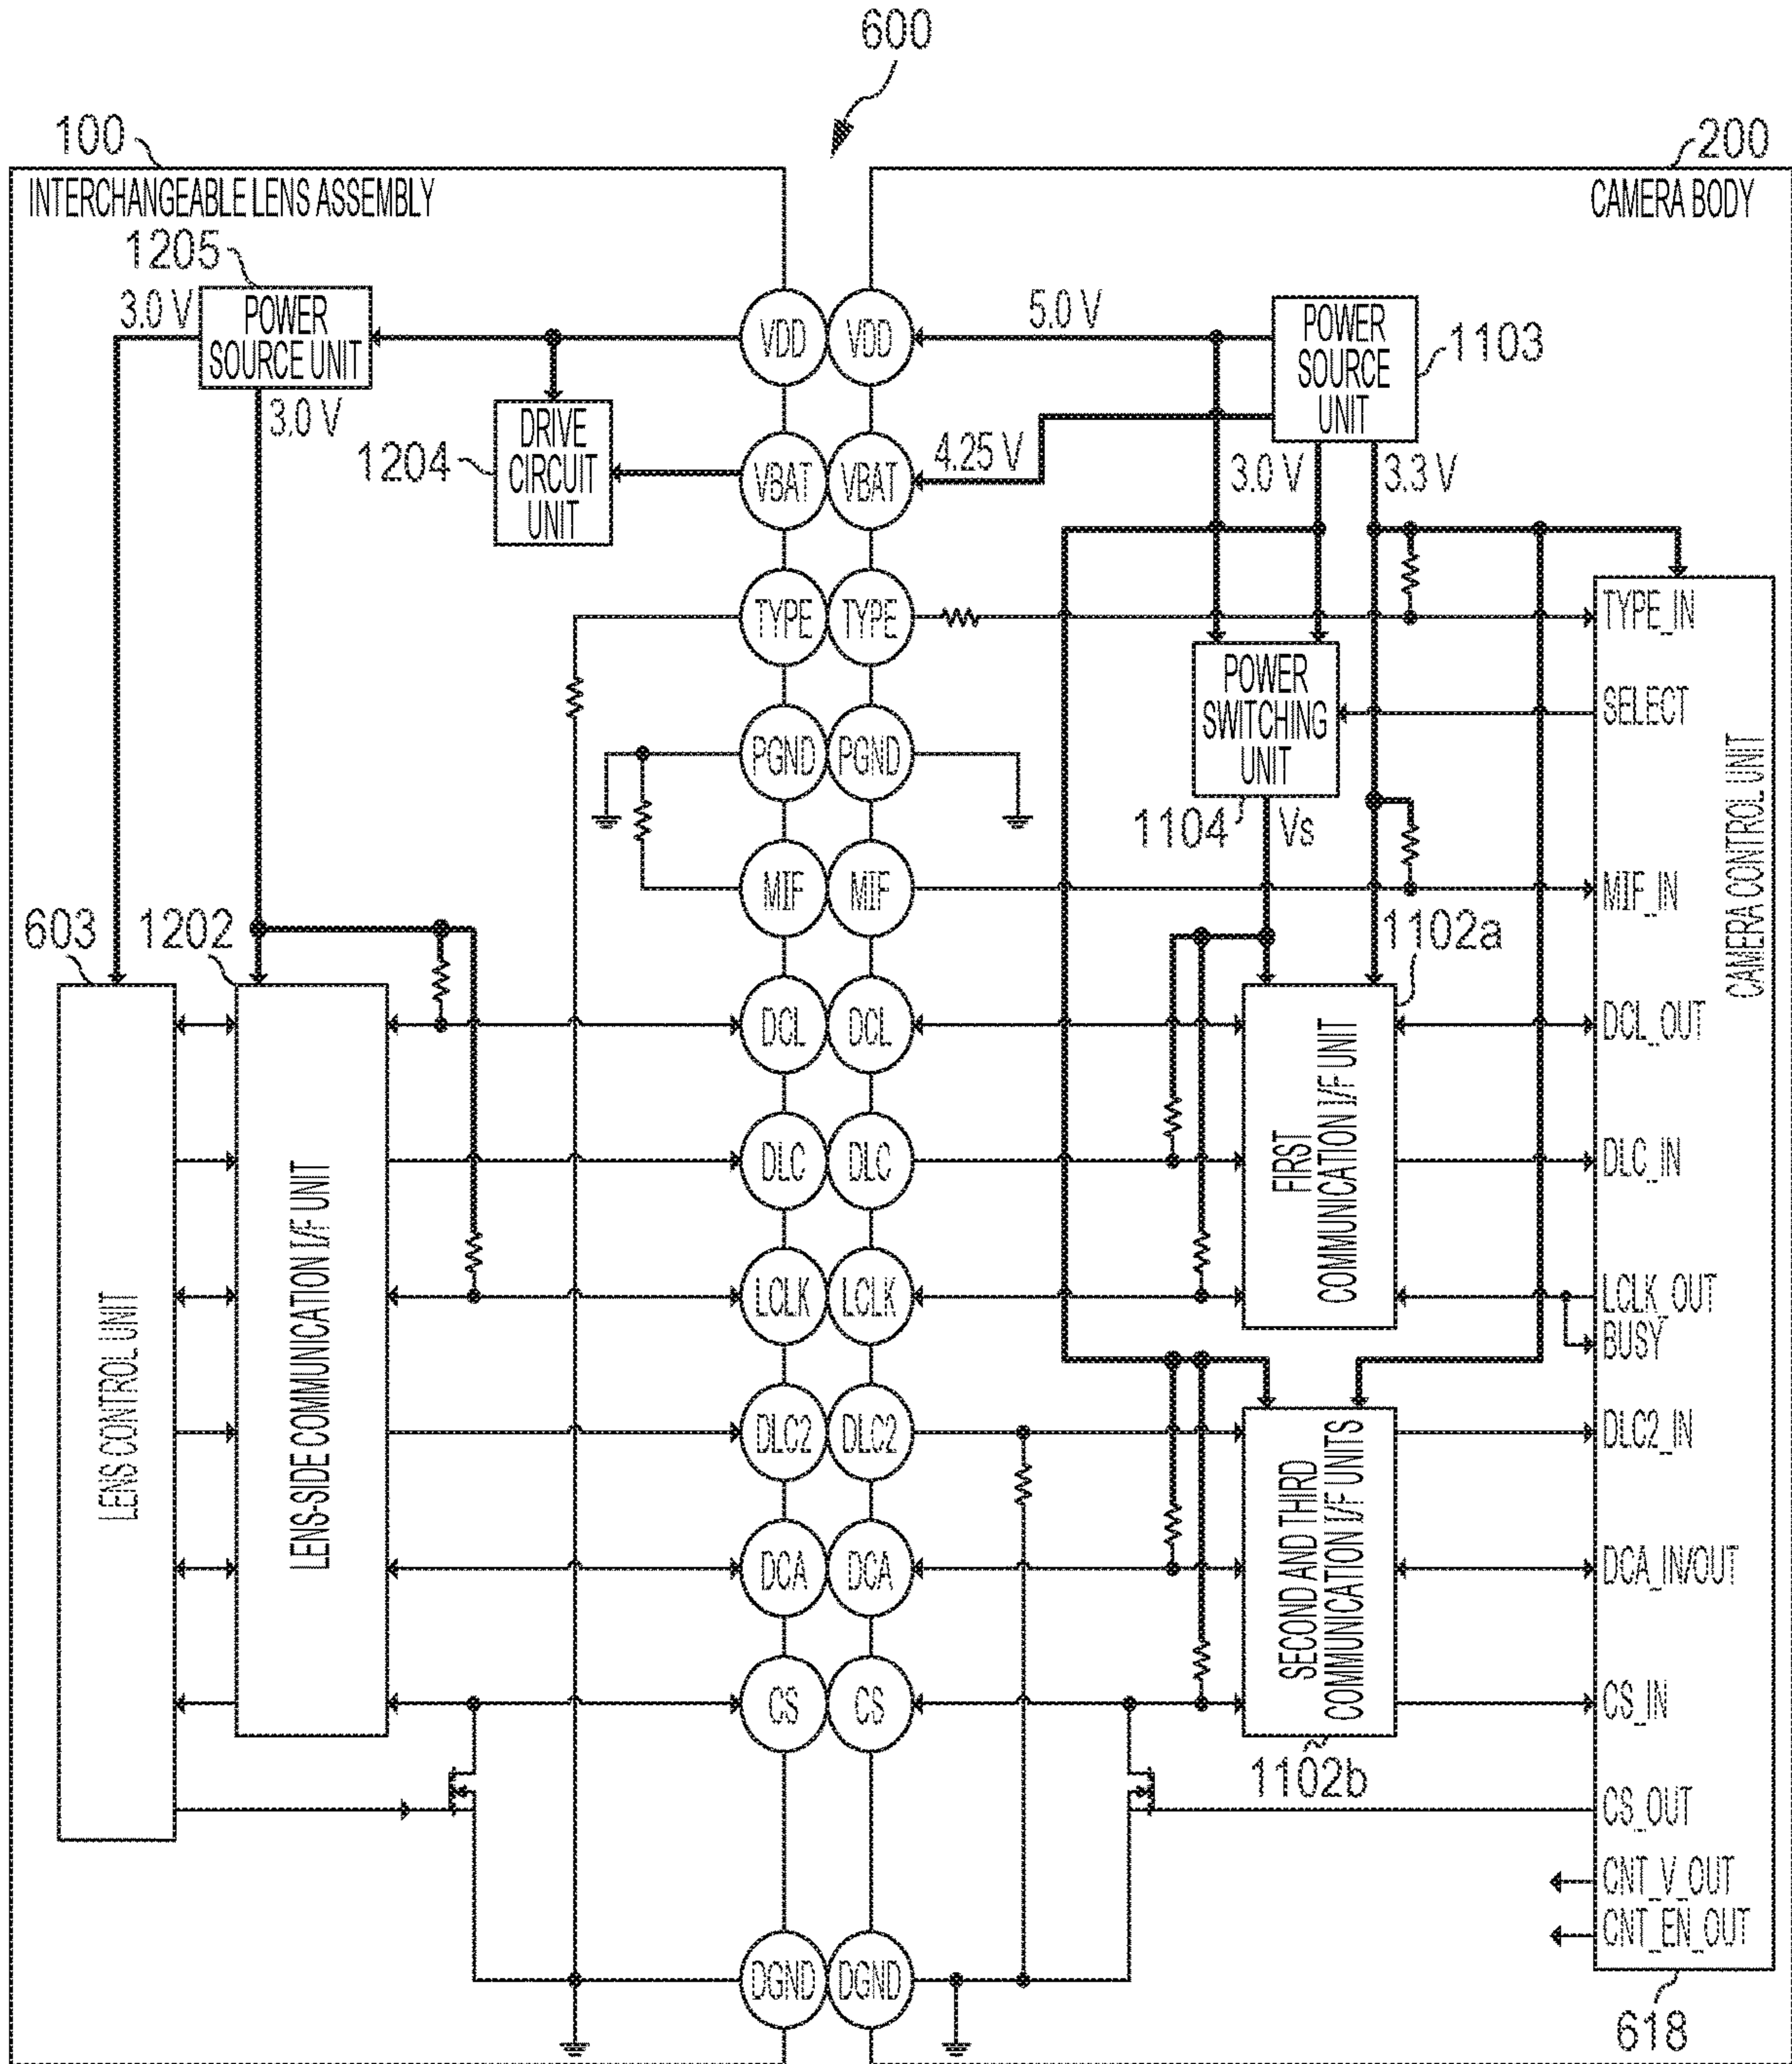 600
100
200
INTERCHANGEABLE LENS ASSEMBLY
CAMERA BODY
1205
3.0 V
POWER
SOURCE UNIT
3.0 V
DRIVE
CIRCUIT
UNIT
1204
VDD
VDD
5.0 V
POWER
SOURCE
UNIT
1103
VBAT
VBAT
4.25 V
3.0 V
3.3 V
TYPE
TYPE
TYPE_IN
POWER
SWITCHING
UNIT
SELECT
1104
Vs
PGND
PGND
MIF
MIF
MIF_IN
CAMERA CONTROL UNIT
603
1202
1102a
LENS CONTROL UNIT
LENS-SIDE COMMUNICATION I/F UNIT
DCL
DCL
FIRST
COMMUNICATION I/F UNIT
DCL_OUT
DLC
DLC
DLC_IN
LCLK
LCLK
LCLK_OUT
BUSY
DLC2
DLC2
SECOND AND THIRD
COMMUNICATION I/F UNITS
DLC2_IN
DCA
DCA
DCA_IN/OUT
CS
CS
CS_IN
1102b
CS_OUT
CNT_V_OUT
CNT_EN_OUT
DGND
DGND
618